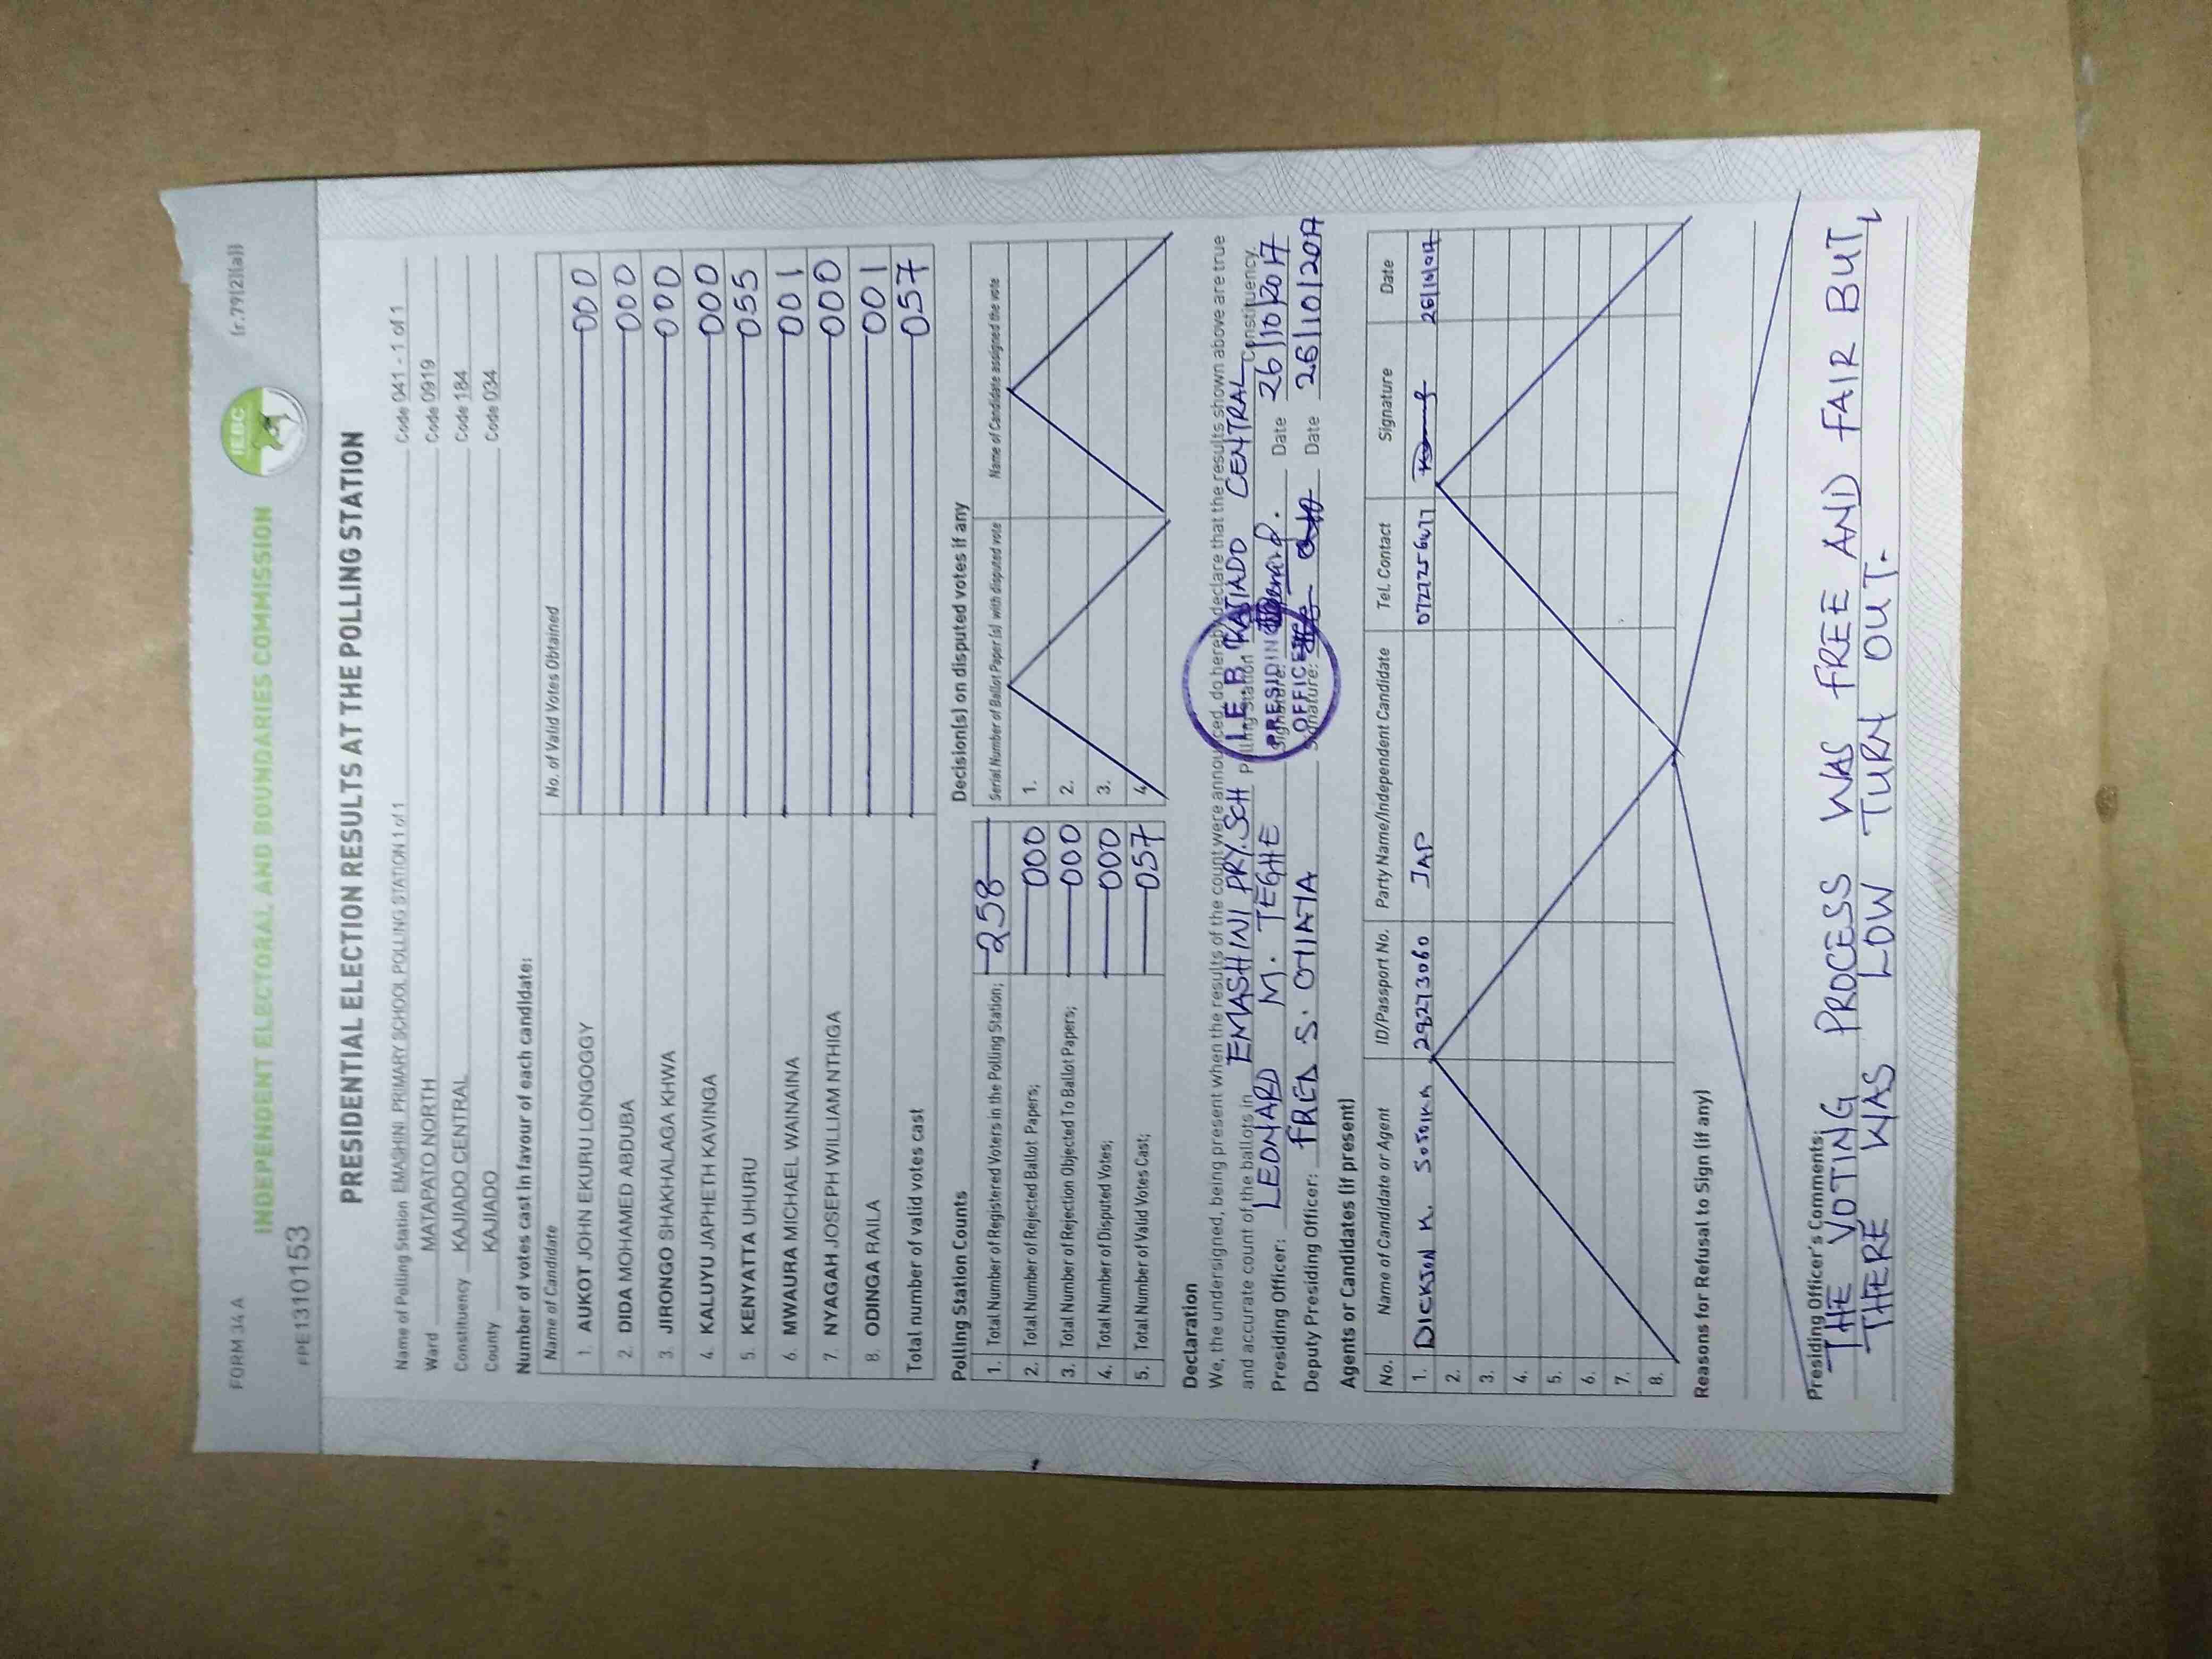 FORM 34 A
(r.79(2)(a))
IEBC
INDEPENDENT ELECTORAL AND BOUNDARIES COMMISSION
PPE1310153
PRESIDENTIAL ELECTION RESULTS AT THE POLLING STATION
Name of Polling Station EMASHINI PRIMARY SCHOOL POLLING STATION 1 of 1 Code 041 - 1 of 1
Ward MATAPATO NORTH Code 0919
Constituency KAJIADO CENTRAL Code 184
County KAJIADO Code 034
Number of votes cast in favour of each candidate:
Name of Candidate No. of Valid Votes Obtained
1. AUKOT JOHN EKURU LONGOGGY 000
2. DIDA MOHAMED ABDUBA 000
3. JIRONGO SHAKHALAGA KHWA 000
4. KALUYU JAPHETH KAVINGA 000
5. KENYATTA UHURU 055
6. MWAURA MICHAEL WAINAINA 001
7. NYAGAH JOSEPH WILLIAM NTHIGA 000
8. ODINGA RAILA 001
Total number of valid votes cast 057
Polling Station Counts
1. Total Number of Registered Voters in the Polling Station; 258
2. Total Number of Rejected Ballot Papers; 000
3. Total Number of Rejection Objected To Ballot Papers; 000
4. Total Number of Disputed Votes; 000
5. Total Number of Valid Votes Cast; 057
Decision(s) on disputed votes if any
Serial Number of Ballot Paper (s) with disputed vote Name of Candidate assigned the vote
1.
2.
3.
4.
Declaration
We, the undersigned, being present when the results of the count were announced, do hereby declare that the results shown above are true
and accurate count of the ballots in EMASHINI PRY. SCH Polling Station KAJIADO CENTRAL Constituency.
Presiding Officer: LEONARD M. TEGHE Signature: Date 26/10/2017
Deputy Presiding Officer: FRED S. Signature: Date 26/10/2017
I.E.B.C
PRESIDING
OFFICER
Agents or Candidates (if present)
No. Name of Candidate or Agent ID/Passport No. Party Name/Independent Candidate Tel. Contact Signature Date
1. DICKSON K. 29273060 JAP 0727256477 26/10/2017
2.
3.
4.
5.
6.
7.
8.
Reasons for Refusal to Sign (if any)
Presiding Officer's Comments;
THE VOTING PROCESS WAS FREE AND FAIR BUT,
THERE WAS LOW TURN OUT.